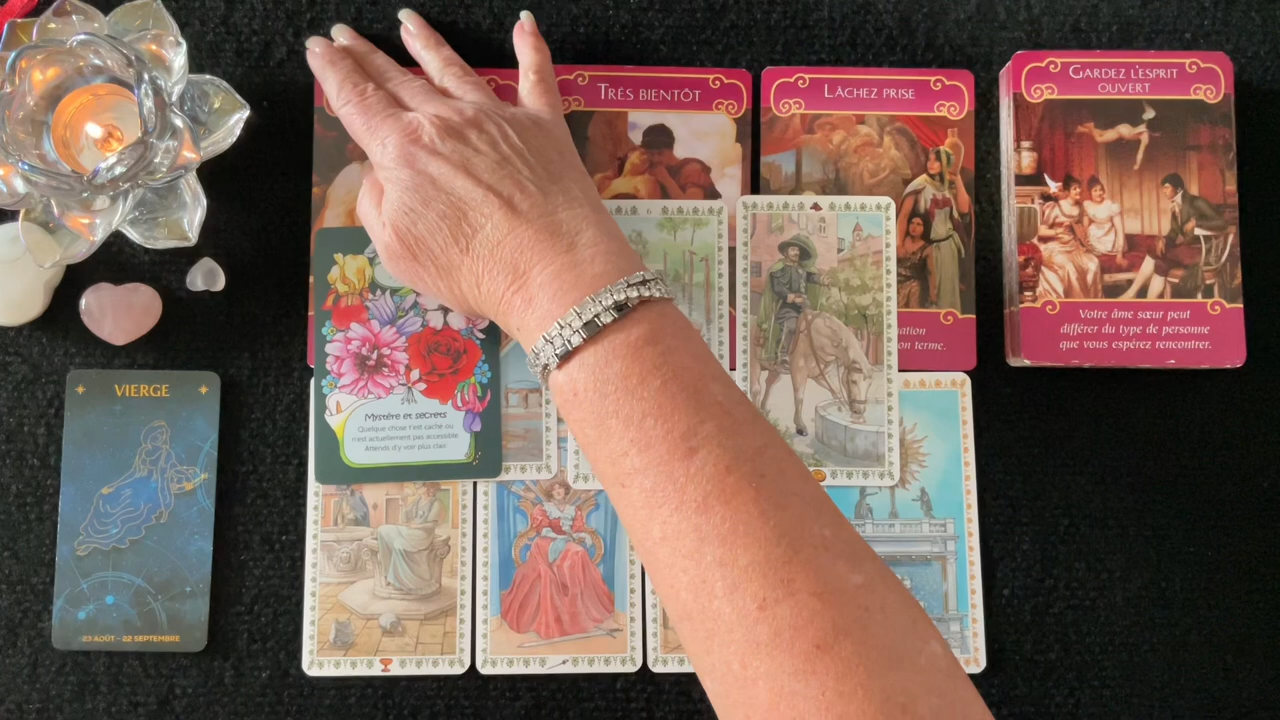 TRÈS BIENTÔT
LÂCHEZ PRISE
GARDEZ L'ESPRIT
OUVERT
6
uation
on terme.
Votre âme sœur peut
différer du type de personne
que vous espérez rencontrer.
VIERGE
Mystère et secrets
Quelque chose t'est caché ou
n'est actuellement pas accessible
Attends d'y voir plus clair
23 AOÛT - 22 SEPTEMBRE